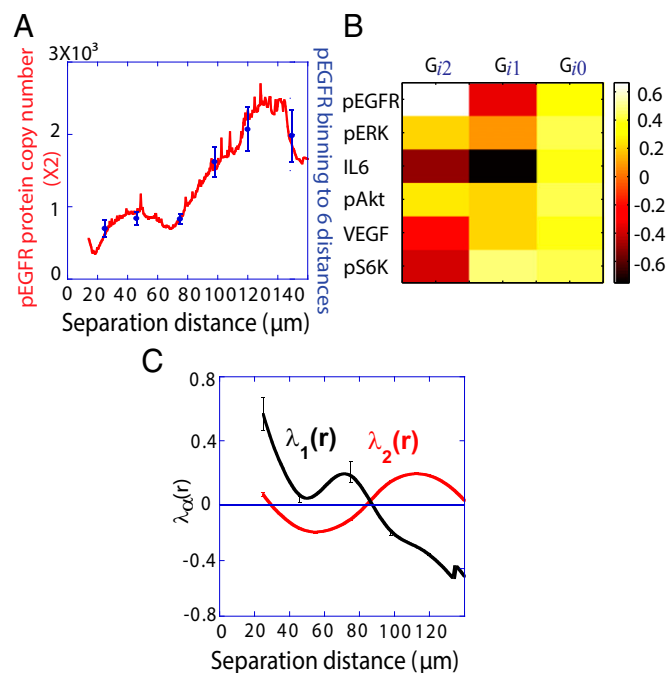 A
3X10³
2
1
0
0 20 40 60 80 100 120 140 160
Separation distance (µm)
pEGFR protein copy number
(X2)
pEGFR binning to 6 distances
B
Gi2 Gi1 Gi0
pEGFR
pERK
IL6
pAkt
VEGF
pS6K
0.6
0.4
0.2
0
-0.2
-0.4
-0.6
C
0.8
0.4
0
-0.4
-0.8
λα(r)
λ1(r)
λ2(r)
0 20 40 60 80 100 120
Separation distance (µm)